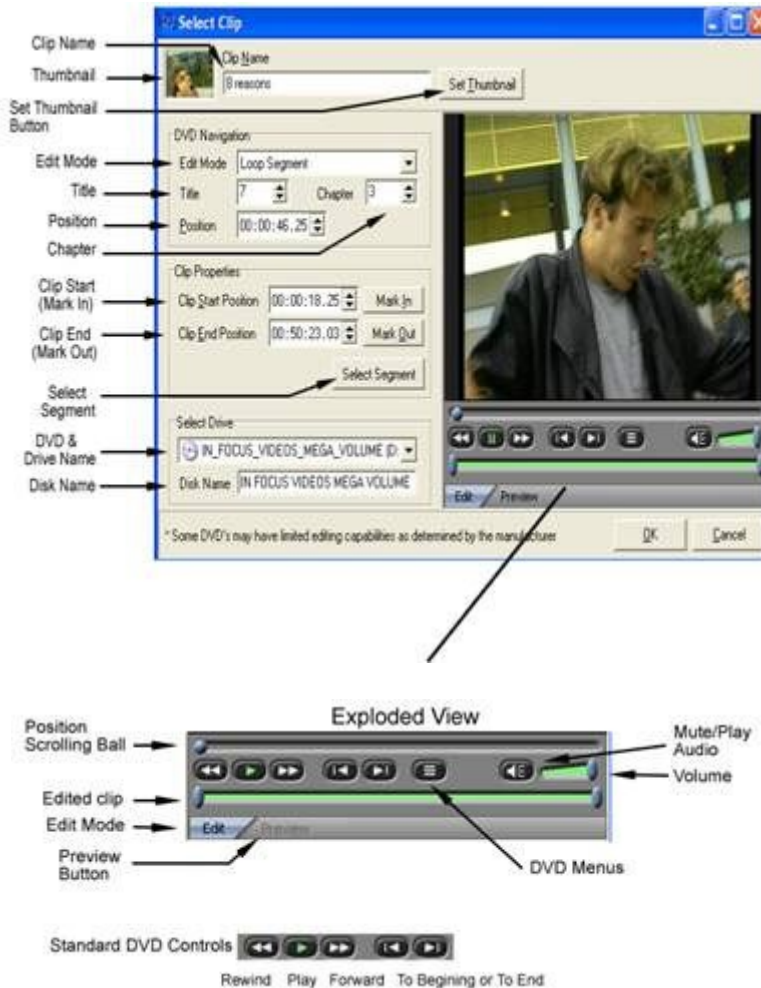 Select Clip
Clip Name
Clip Name
8 reasons
Set Thumbnail
Thumbnail
Set Thumbnail
Button
DVD Navigation
Edit Mode
Edit Mode
Loop Segment
Title
Title
7
Chapter
3
Position
Position
00:00:46.25
Chapter
Clip Properties
Clip Start
(Mark In)
Clip Start Position
00:00:18.25
Mark In
Clip End
(Mark Out)
Clip End Position
00:50:23.03
Mark Out
Select
Segment
Select Segment
Select Drive
DVD &
Drive Name
IN_FOCUS_VIDEOS_MEGA_VOLUME (D:
Disk Name
Disk Name
IN FOCUS VIDEOS MEGA VOLUME
Edit
Preview
* Some DVD's may have limited editing capabilities as determined by the manufacturer
OK
Cancel
Exploded View
Position
Scrolling Ball
Mute/Play
Audio
Volume
Edited clip
Edit Mode
Edit
Preview
Preview
Button
DVD Menus
Standard DVD Controls
Rewind Play Forward To Begining or To End